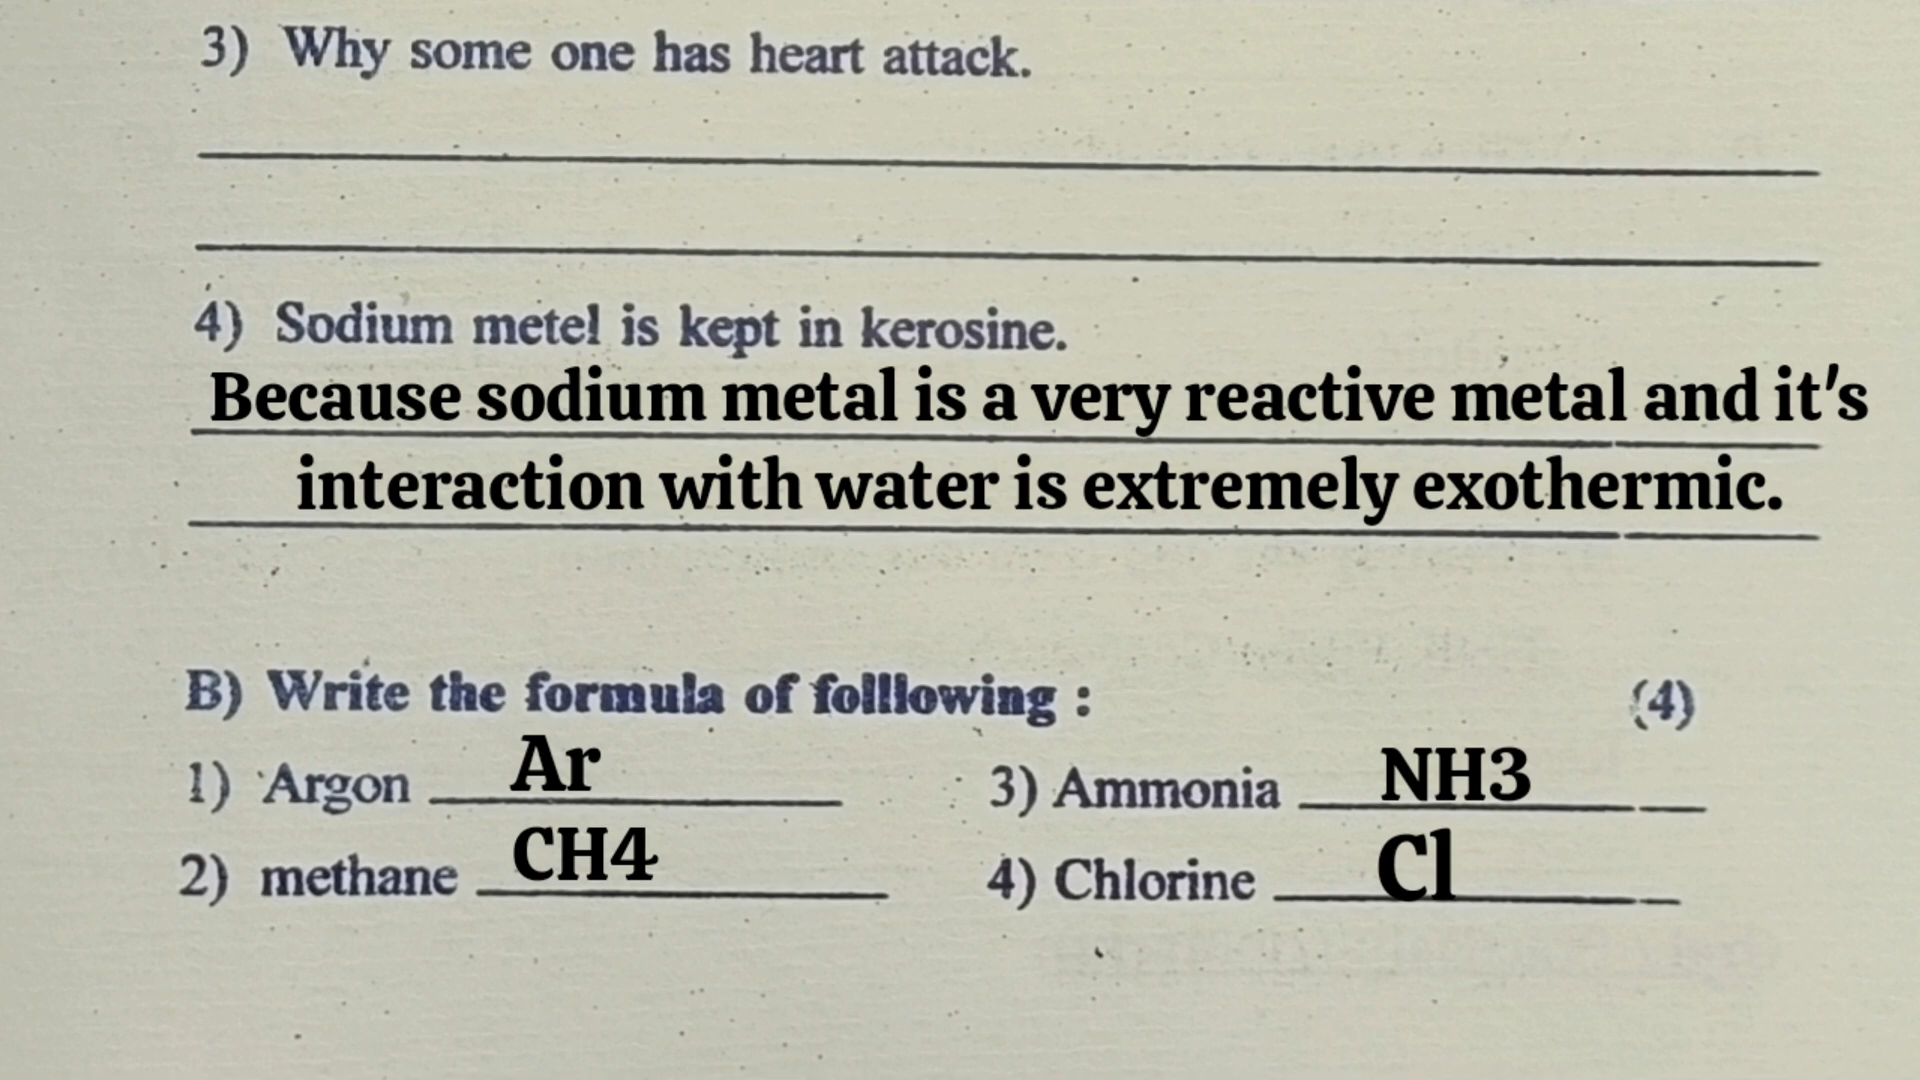 3) Why some one has heart attack.
4) Sodium metel is kept in kerosine.
Because sodium metal is a very reactive metal and it's
interaction with water is extremely exothermic.
B) Write the formula of folllowing : (4)
1) Argon Ar 3) Ammonia NH3
2) methane CH4 4) Chlorine Cl